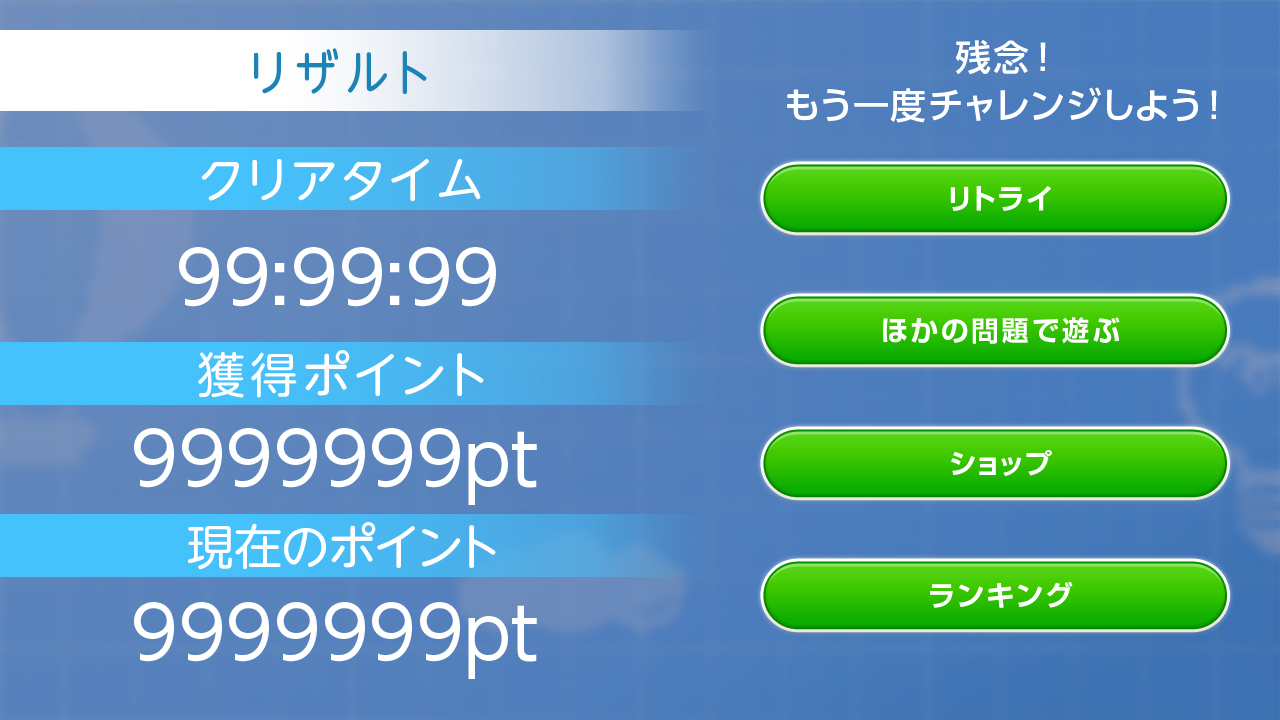 リザルト
クリアタイム
99:99:99
獲得ポイント
9999999pt
現在のポイント
9999999pt
残念!
もう一度チャレンジしよう!
リトライ
ほかの問題で遊ぶ
ショップ
ランキング